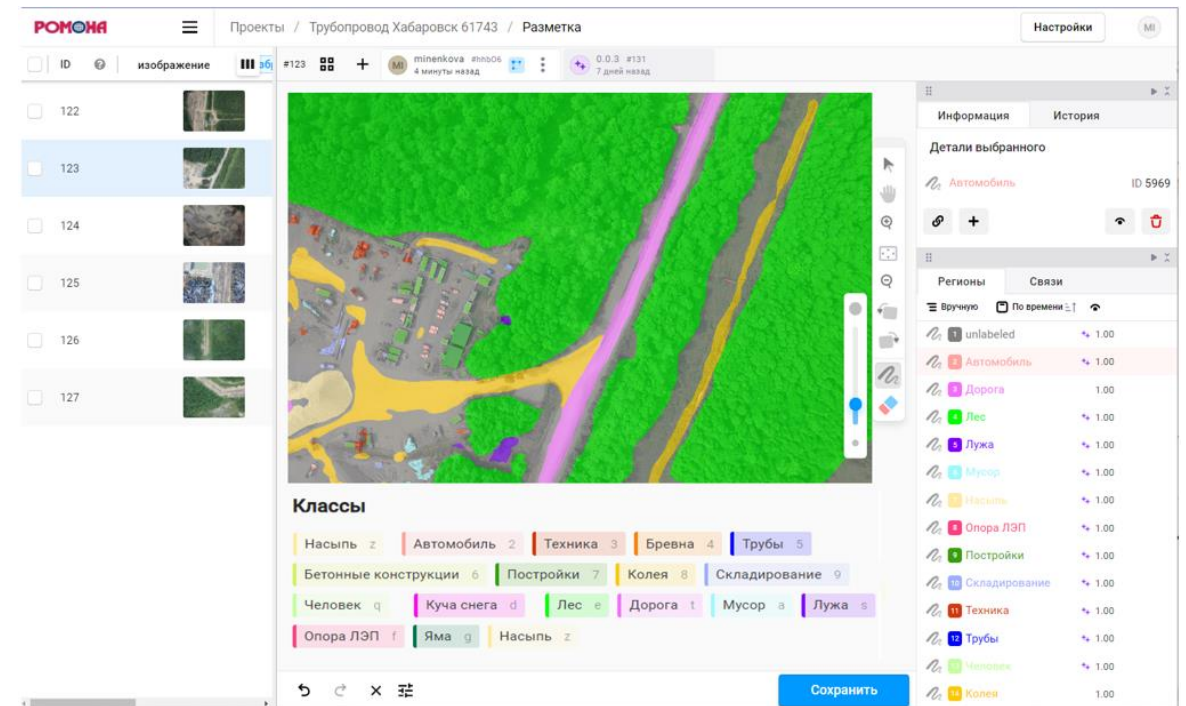 РОМОНА
Проекты / Трубопровод Хабаровск 61743 / Разметка
Настройки
MI
ID
изображение
#123
MI
minenkova #hhb06
4 минуты назад
0.0.3 #131
7 дней назад
122
123
124
125
126
127
Информация История
Детали выбранного
Автомобиль ID 5969
Регионы Связи
Вручную По времени
1 unlabeled 1.00
2 Автомобиль 1.00
3 Дорога 1.00
4 Лес 1.00
5 Лужа 1.00
6 Мусор 1.00
7 Насыпь 1.00
8 Опора ЛЭП 1.00
9 Постройки 1.00
10 Складирование 1.00
11 Техника 1.00
12 Трубы 1.00
13 Человек 1.00
14 Колея 1.00
Классы
Насыпь z Автомобиль 2 Техника 3 Бревна 4 Трубы 5
Бетонные конструкции 6 Постройки 7 Колея 8 Складирование 9
Человек q Куча снега d Лес e Дорога t Мусор a Лужа s
Опора ЛЭП f Яма g Насыпь z
Сохранить